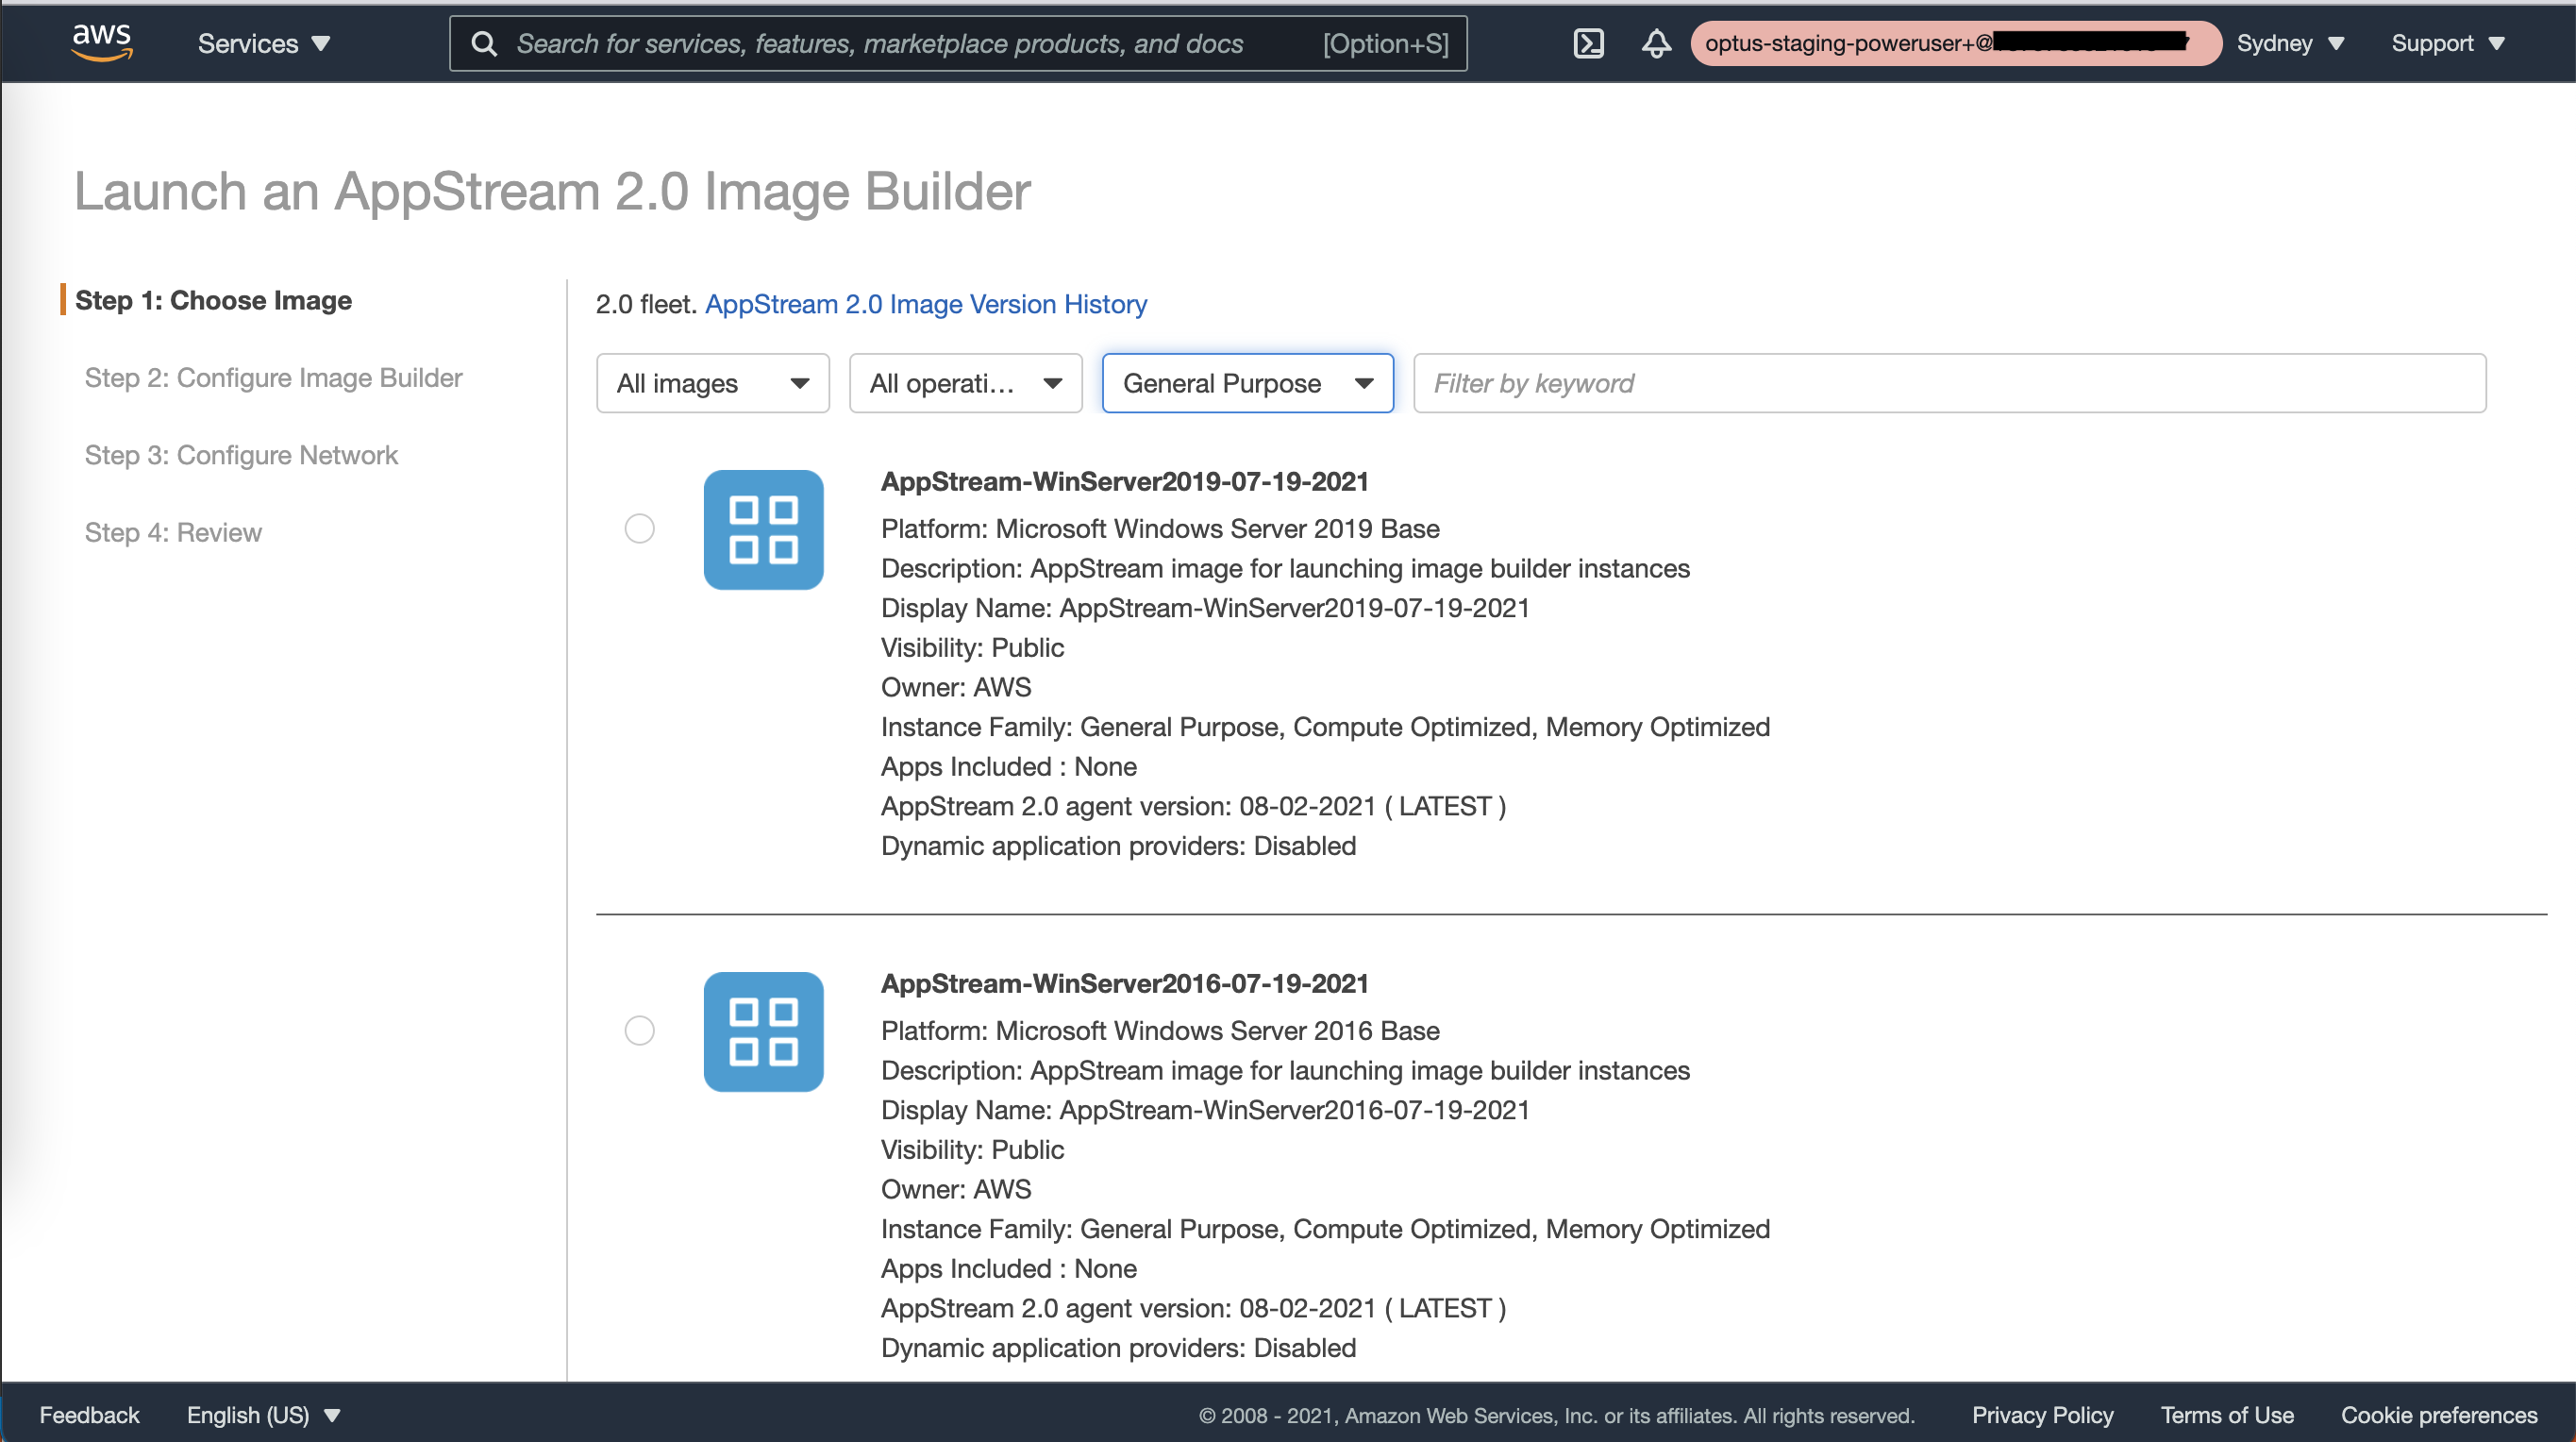 aws
Services
Search for services, features, marketplace products, and docs
[Option+S]
optus-staging-poweruser+@
Sydney
Support
Launch an AppStream 2.0 Image Builder
Step 1: Choose Image
Step 2: Configure Image Builder
Step 3: Configure Network
Step 4: Review
2.0 fleet. AppStream 2.0 Image Version History
All images
All operati...
General Purpose
Filter by keyword
AppStream-WinServer2019-07-19-2021
Platform: Microsoft Windows Server 2019 Base
Description: AppStream image for launching image builder instances
Display Name: AppStream-WinServer2019-07-19-2021
Visibility: Public
Owner: AWS
Instance Family: General Purpose, Compute Optimized, Memory Optimized
Apps Included : None
AppStream 2.0 agent version: 08-02-2021 ( LATEST )
Dynamic application providers: Disabled
AppStream-WinServer2016-07-19-2021
Platform: Microsoft Windows Server 2016 Base
Description: AppStream image for launching image builder instances
Display Name: AppStream-WinServer2016-07-19-2021
Visibility: Public
Owner: AWS
Instance Family: General Purpose, Compute Optimized, Memory Optimized
Apps Included : None
AppStream 2.0 agent version: 08-02-2021 ( LATEST )
Dynamic application providers: Disabled
Feedback
English (US)
© 2008 - 2021, Amazon Web Services, Inc. or its affiliates. All rights reserved.
Privacy Policy
Terms of Use
Cookie preferences